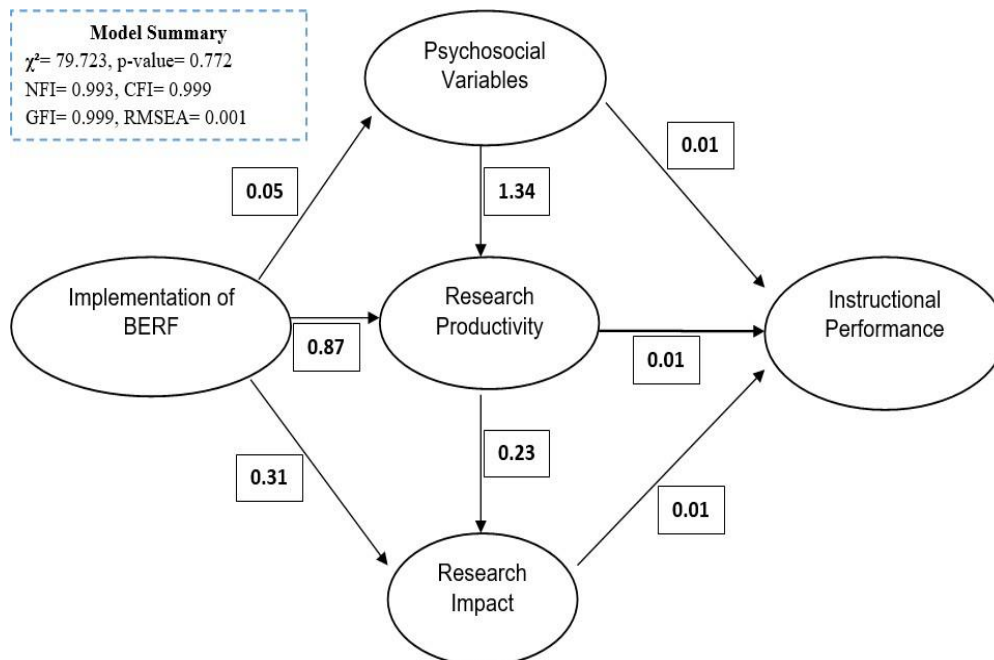 Model Summary
χ²= 79.723, p-value= 0.772
NFI= 0.993, CFI= 0.999
GFI= 0.999, RMSEA= 0.001
Psychosocial
Variables
0.05
1.34
0.01
Implementation of
BERF
0.87
Research
Productivity
0.01
Instructional
Performance
0.31
0.23
0.01
Research
Impact